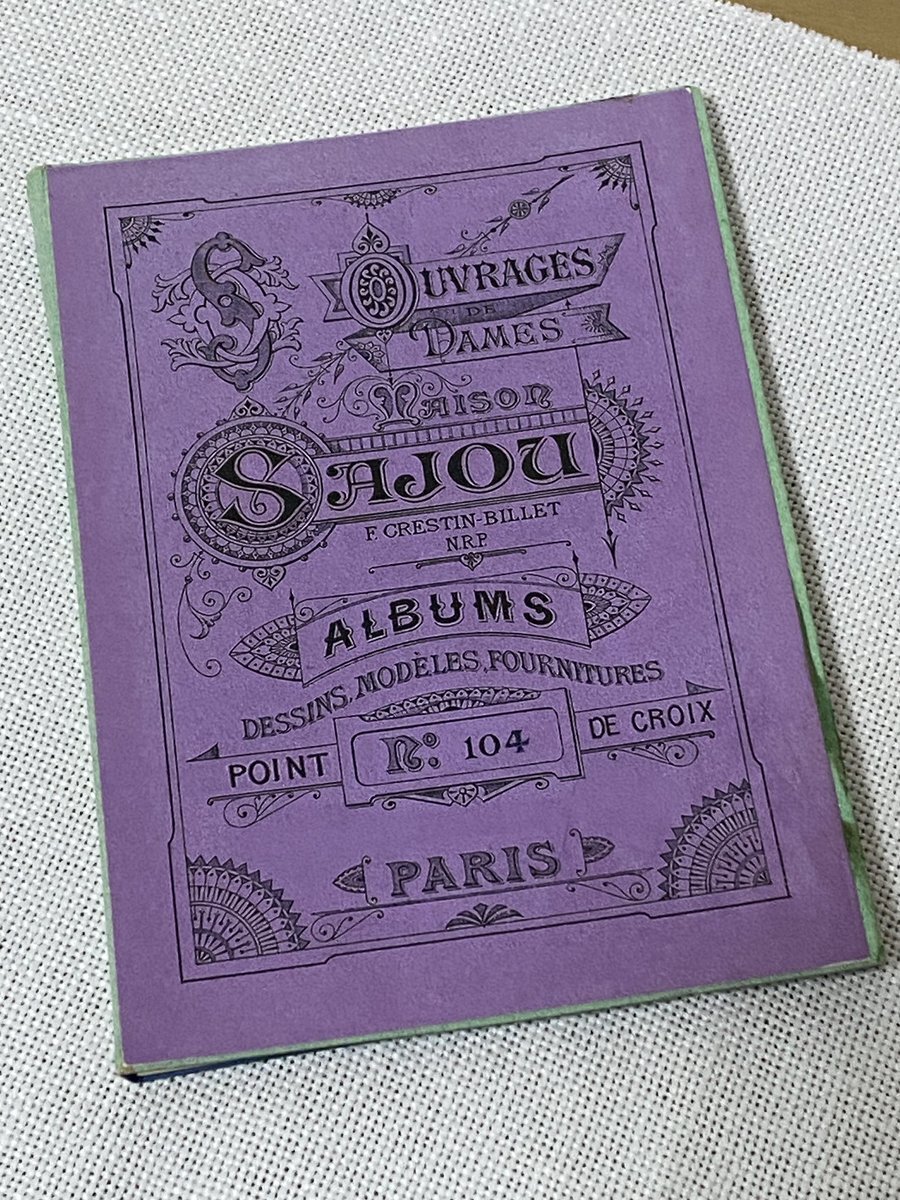 S
OUVRAGES
DE
DAMES
MAISON
SAJOU
F. CRESTIN-BILLET
N.R.P.
ALBUMS
DESSINS, MODÈLES, FOURNITURES
POINT No: 104 DE CROIX
PARIS